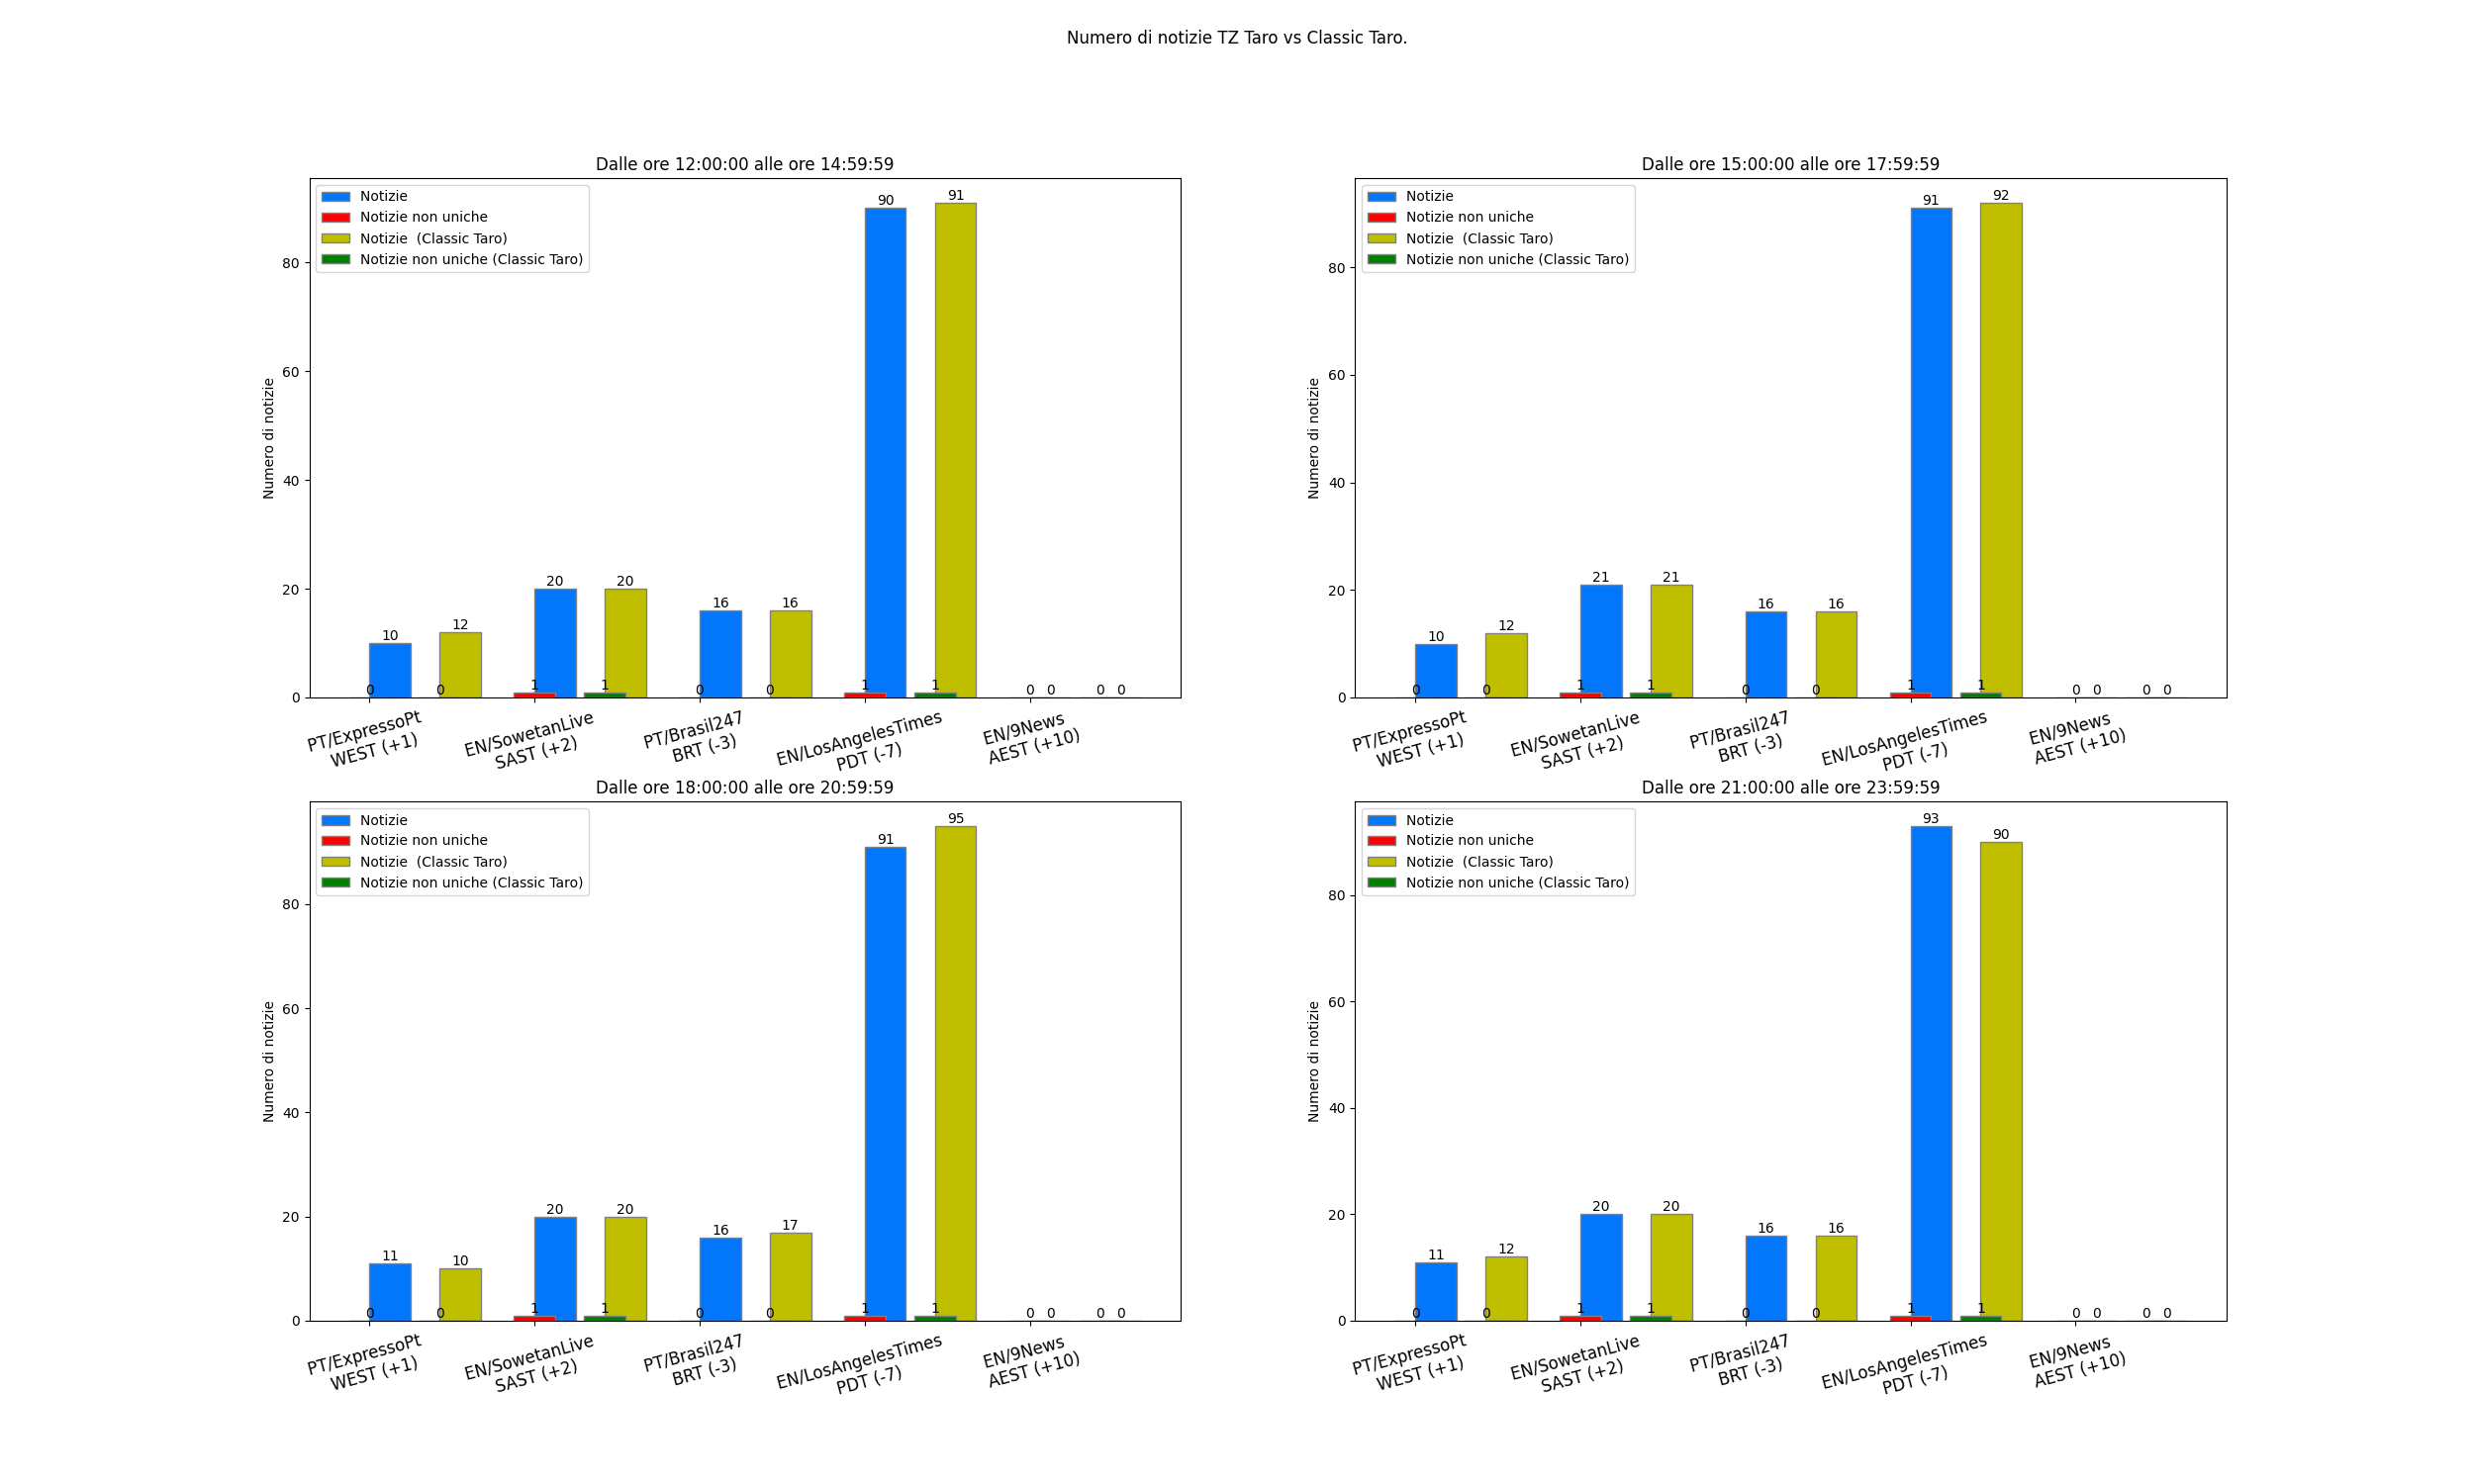 Numero di notizie TZ Taro vs Classic Taro.
Dalle ore 12:00:00 alle ore 14:59:59
Notizie
Notizie non uniche
Notizie  (Classic Taro)
Notizie non uniche (Classic Taro)
Numero di notizie
80
60
40
20
0
10 12 20 20 16 16 90 91
0 0 1 1 0 0 1 1 0 0 0 0
PT/ExpressoPt
WEST (+1)
EN/SowetanLive
SAST (+2)
PT/Brasil247
BRT (-3)
EN/LosAngelesTimes
PDT (-7)
EN/9News
AEST (+10)
Dalle ore 15:00:00 alle ore 17:59:59
Notizie
Notizie non uniche
Notizie  (Classic Taro)
Notizie non uniche (Classic Taro)
Numero di notizie
80
60
40
20
0
10 12 21 21 16 16 91 92
0 0 1 1 0 0 1 1 0 0 0 0
PT/ExpressoPt
WEST (+1)
EN/SowetanLive
SAST (+2)
PT/Brasil247
BRT (-3)
EN/LosAngelesTimes
PDT (-7)
EN/9News
AEST (+10)
Dalle ore 18:00:00 alle ore 20:59:59
Notizie
Notizie non uniche
Notizie  (Classic Taro)
Notizie non uniche (Classic Taro)
Numero di notizie
80
60
40
20
0
11 10 20 20 16 17 91 95
0 0 1 1 0 0 1 1 0 0 0 0
PT/ExpressoPt
WEST (+1)
EN/SowetanLive
SAST (+2)
PT/Brasil247
BRT (-3)
EN/LosAngelesTimes
PDT (-7)
EN/9News
AEST (+10)
Dalle ore 21:00:00 alle ore 23:59:59
Notizie
Notizie non uniche
Notizie  (Classic Taro)
Notizie non uniche (Classic Taro)
Numero di notizie
80
60
40
20
0
11 12 20 20 16 16 93 90
0 0 1 1 0 0 1 1 0 0 0 0
PT/ExpressoPt
WEST (+1)
EN/SowetanLive
SAST (+2)
PT/Brasil247
BRT (-3)
EN/LosAngelesTimes
PDT (-7)
EN/9News
AEST (+10)